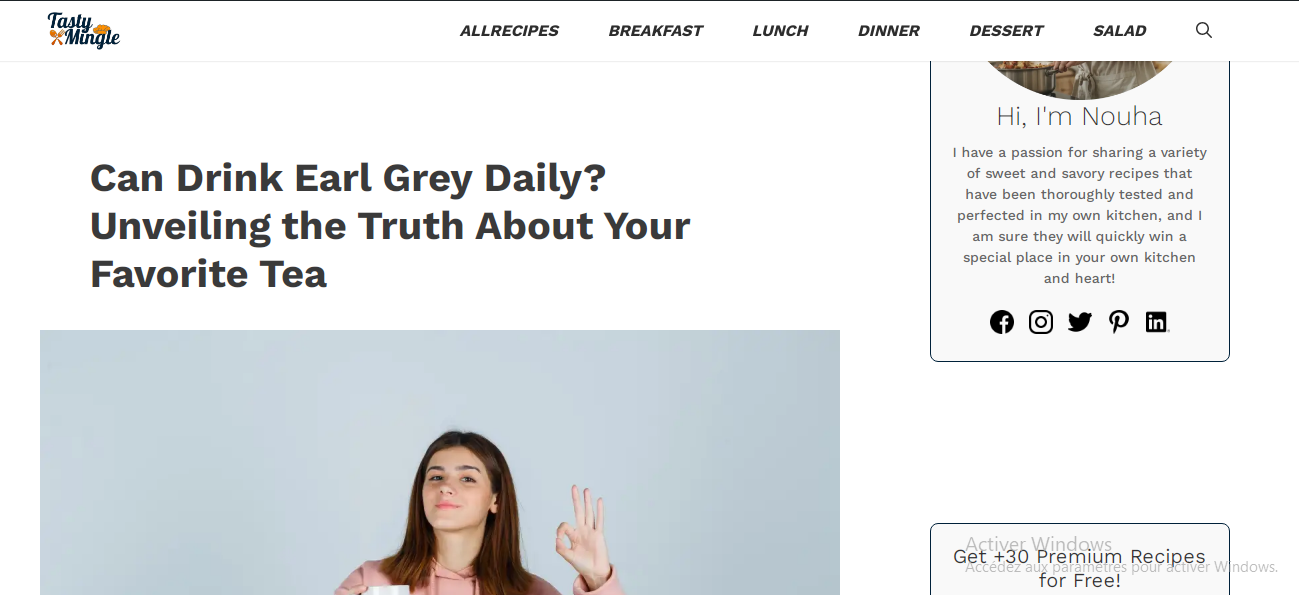 Tasty
Mingle
ALLRECIPES BREAKFAST LUNCH DINNER DESSERT SALAD
Can Drink Earl Grey Daily?
Unveiling the Truth About Your
Favorite Tea
Hi, I'm Nouha
I have a passion for sharing a variety
of sweet and savory recipes that
have been thoroughly tested and
perfected in my own kitchen, and I
am sure they will quickly win a
special place in your own kitchen
and heart!
in
Activer Windows
Get +30 Premium Recipes
Accédez aux paramètres pour activer Windows.
for Free!